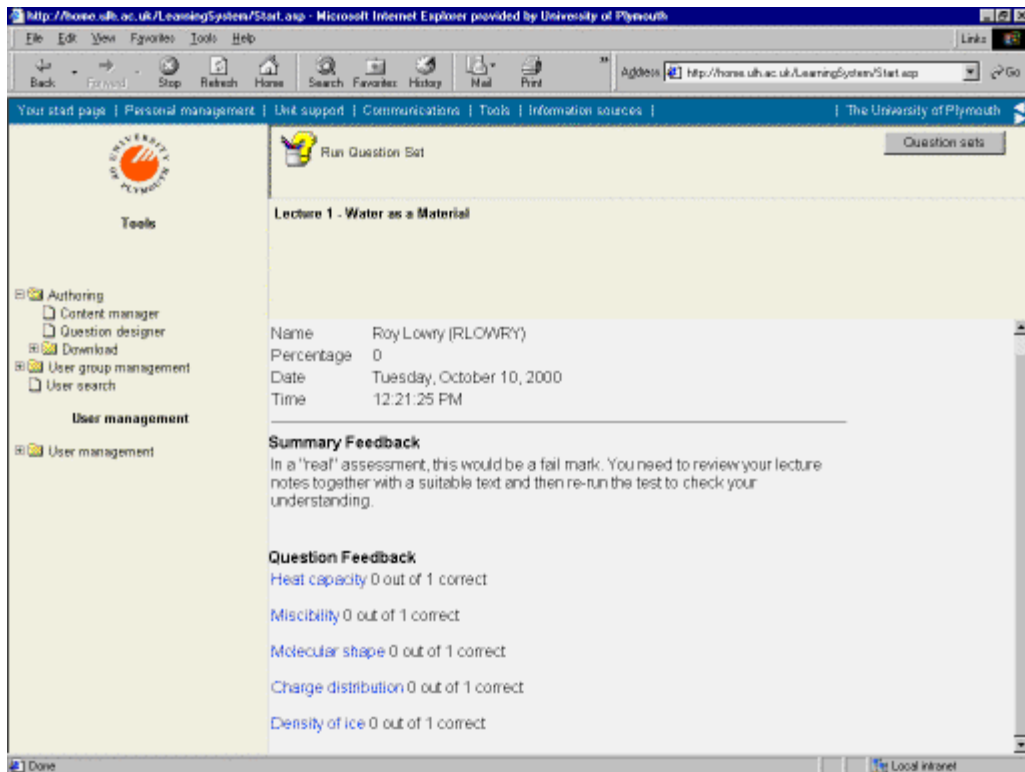 http://home.ulh.ac.uk/LearningSystem/Start.asp - Microsoft Internet Explorer provided by University of Plymouth
File Edit View Favorites Tools Help Links
Back Forward Stop Refresh Home Search Favorites History Mail Print » Address http://home.ulh.ac.uk/LearningSystem/Start.asp Go
Your start page | Personal management | Unit support | Communications | Tools | Information sources | | The University of Plymouth
UNIVERSITY OF PLYMOUTH
Run Question Set
Question sets
Tools
Lecture 1 - Water as a Material
Authoring
Content manager
Question designer
Download
User group management
User search
User management
User management
Name Roy Lowry (RLOWRY)
Percentage 0
Date Tuesday, October 10, 2000
Time 12:21:25 PM
Summary Feedback
In a "real" assessment, this would be a fail mark. You need to review your lecture
notes together with a suitable text and then re-run the test to check your
understanding.
Question Feedback
Heat capacity 0 out of 1 correct
Miscibility 0 out of 1 correct
Molecular shape 0 out of 1 correct
Charge distribution 0 out of 1 correct
Density of ice 0 out of 1 correct
Done Local intranet